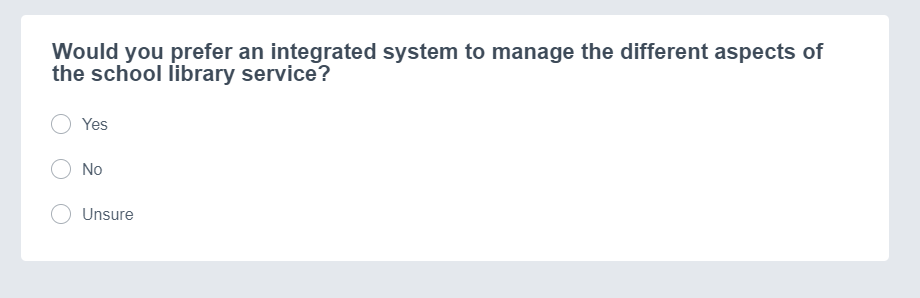 Would you prefer an integrated system to manage the different aspects of
the school library service?
Yes
No
Unsure